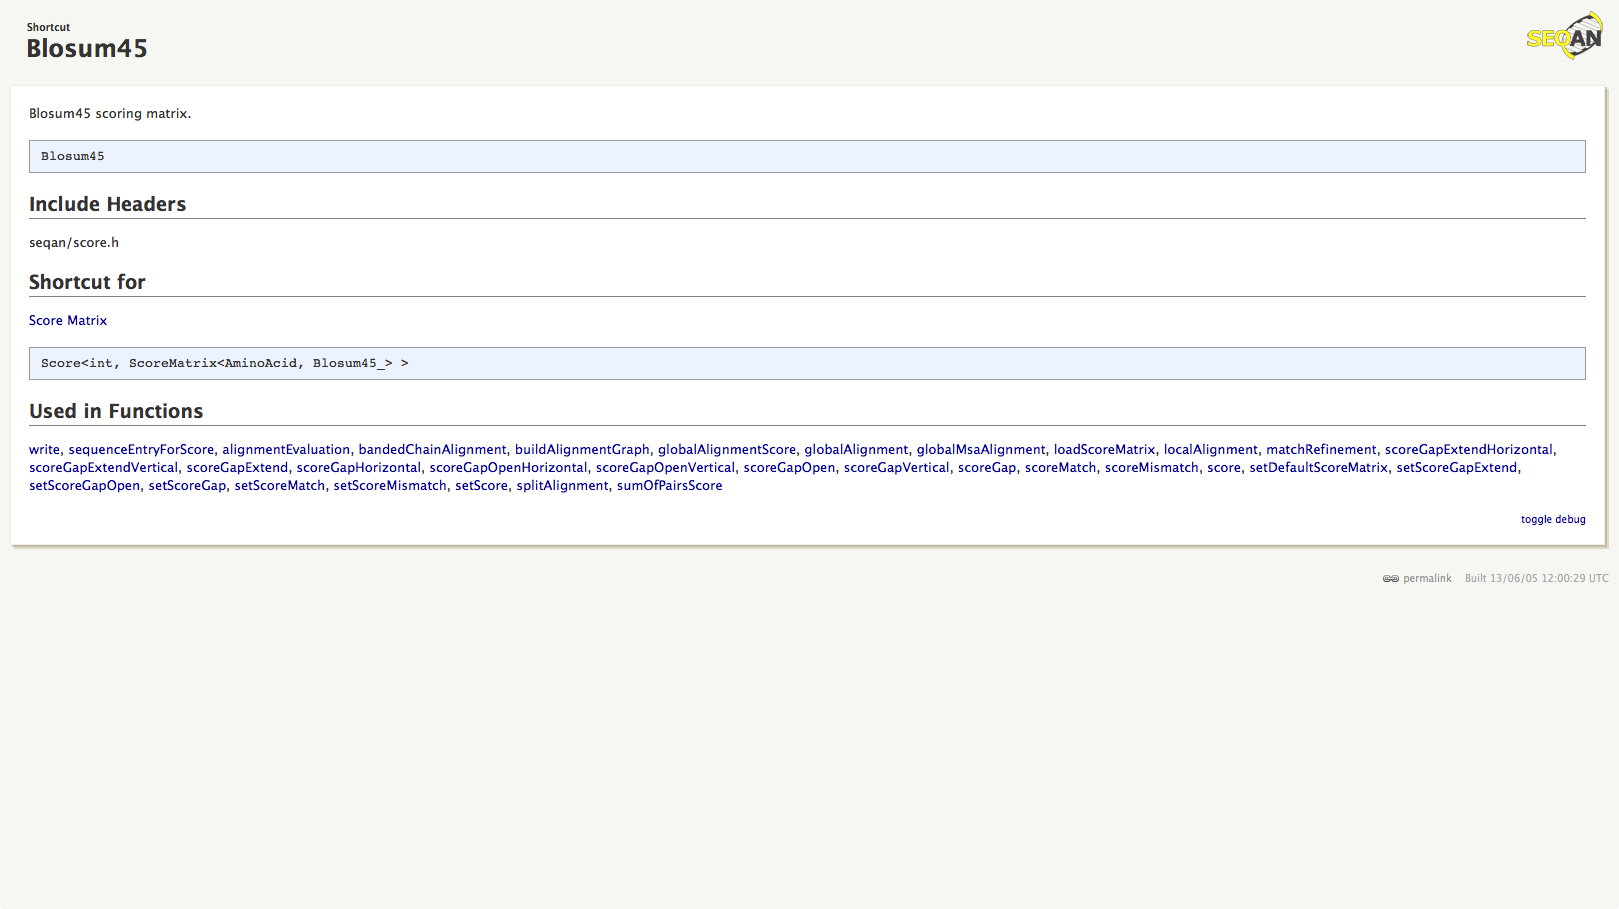 Shortcut
Blosum45
SEQAN
Blosum45 scoring matrix.
Blosum45
Include Headers
seqan/score.h
Shortcut for
Score Matrix
Score<int, ScoreMatrix<AminoAcid, Blosum45_> >
Used in Functions
write, sequenceEntryForScore, alignmentEvaluation, bandedChainAlignment, buildAlignmentGraph, globalAlignmentScore, globalAlignment, globalMsaAlignment, loadScoreMatrix, localAlignment, matchRefinement, scoreGapExtendHorizontal,
scoreGapExtendVertical, scoreGapExtend, scoreGapHorizontal, scoreGapOpenHorizontal, scoreGapOpenVertical, scoreGapOpen, scoreGapVertical, scoreGap, scoreMatch, scoreMismatch, score, setDefaultScoreMatrix, setScoreGapExtend,
setScoreGapOpen, setScoreGap, setScoreMatch, setScoreMismatch, setScore, splitAlignment, sumOfPairsScore
toggle debug
permalink Built 13/06/05 12:00:29 UTC